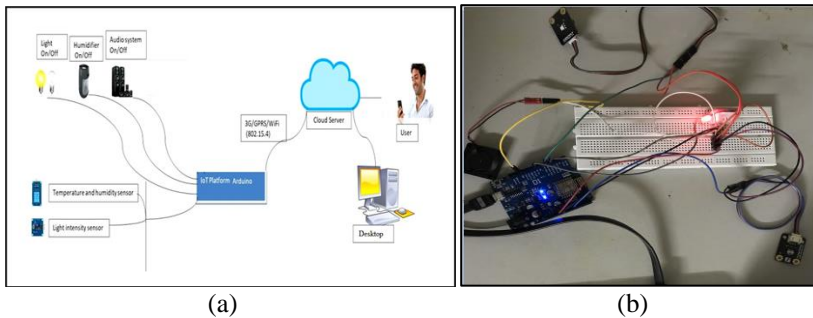 Light
On/Off
Humidifier
On/Off
Audio system
On/Off
3G/GPRS/WiFi
(802.15.4)
Cloud Server
User
IoT Platform Arduino
Temperature and humidity sensor
Light intensity sensor
Desktop
(a)
(b)